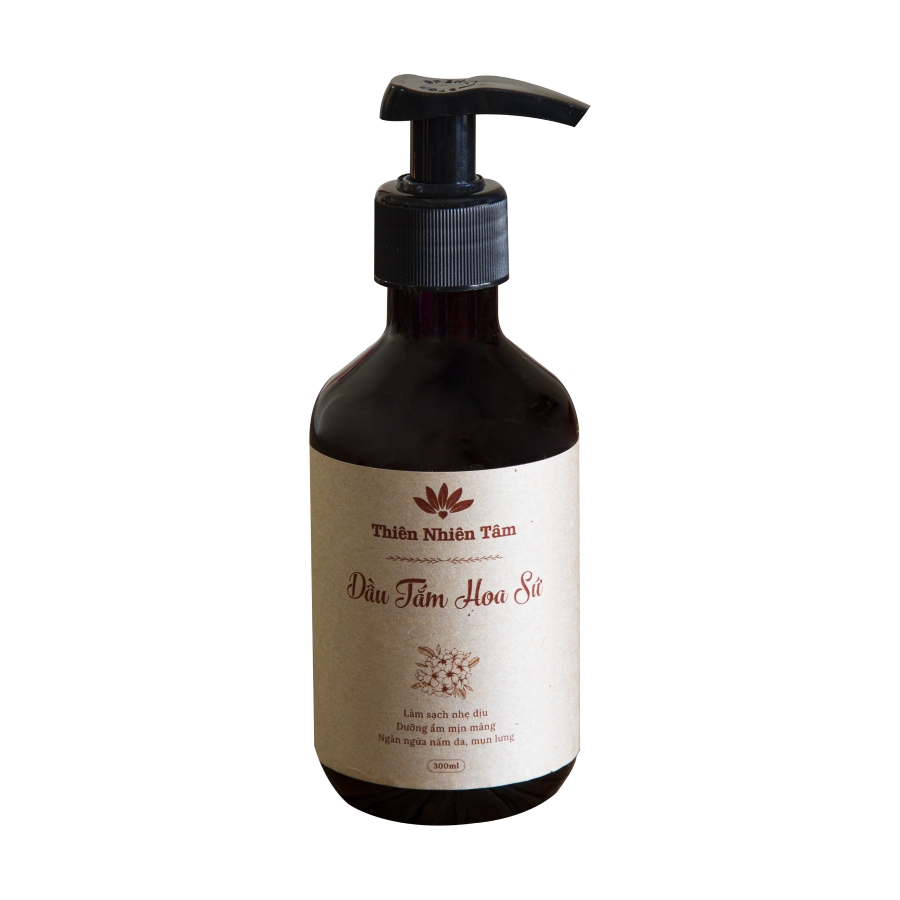 Thiên Nhiên Tâm
Dầu Tắm Hoa Sứ
Làm sạch nhẹ dịu
Dưỡng ẩm mịn màng
Ngăn ngừa nấm da, mụn lưng
300ml